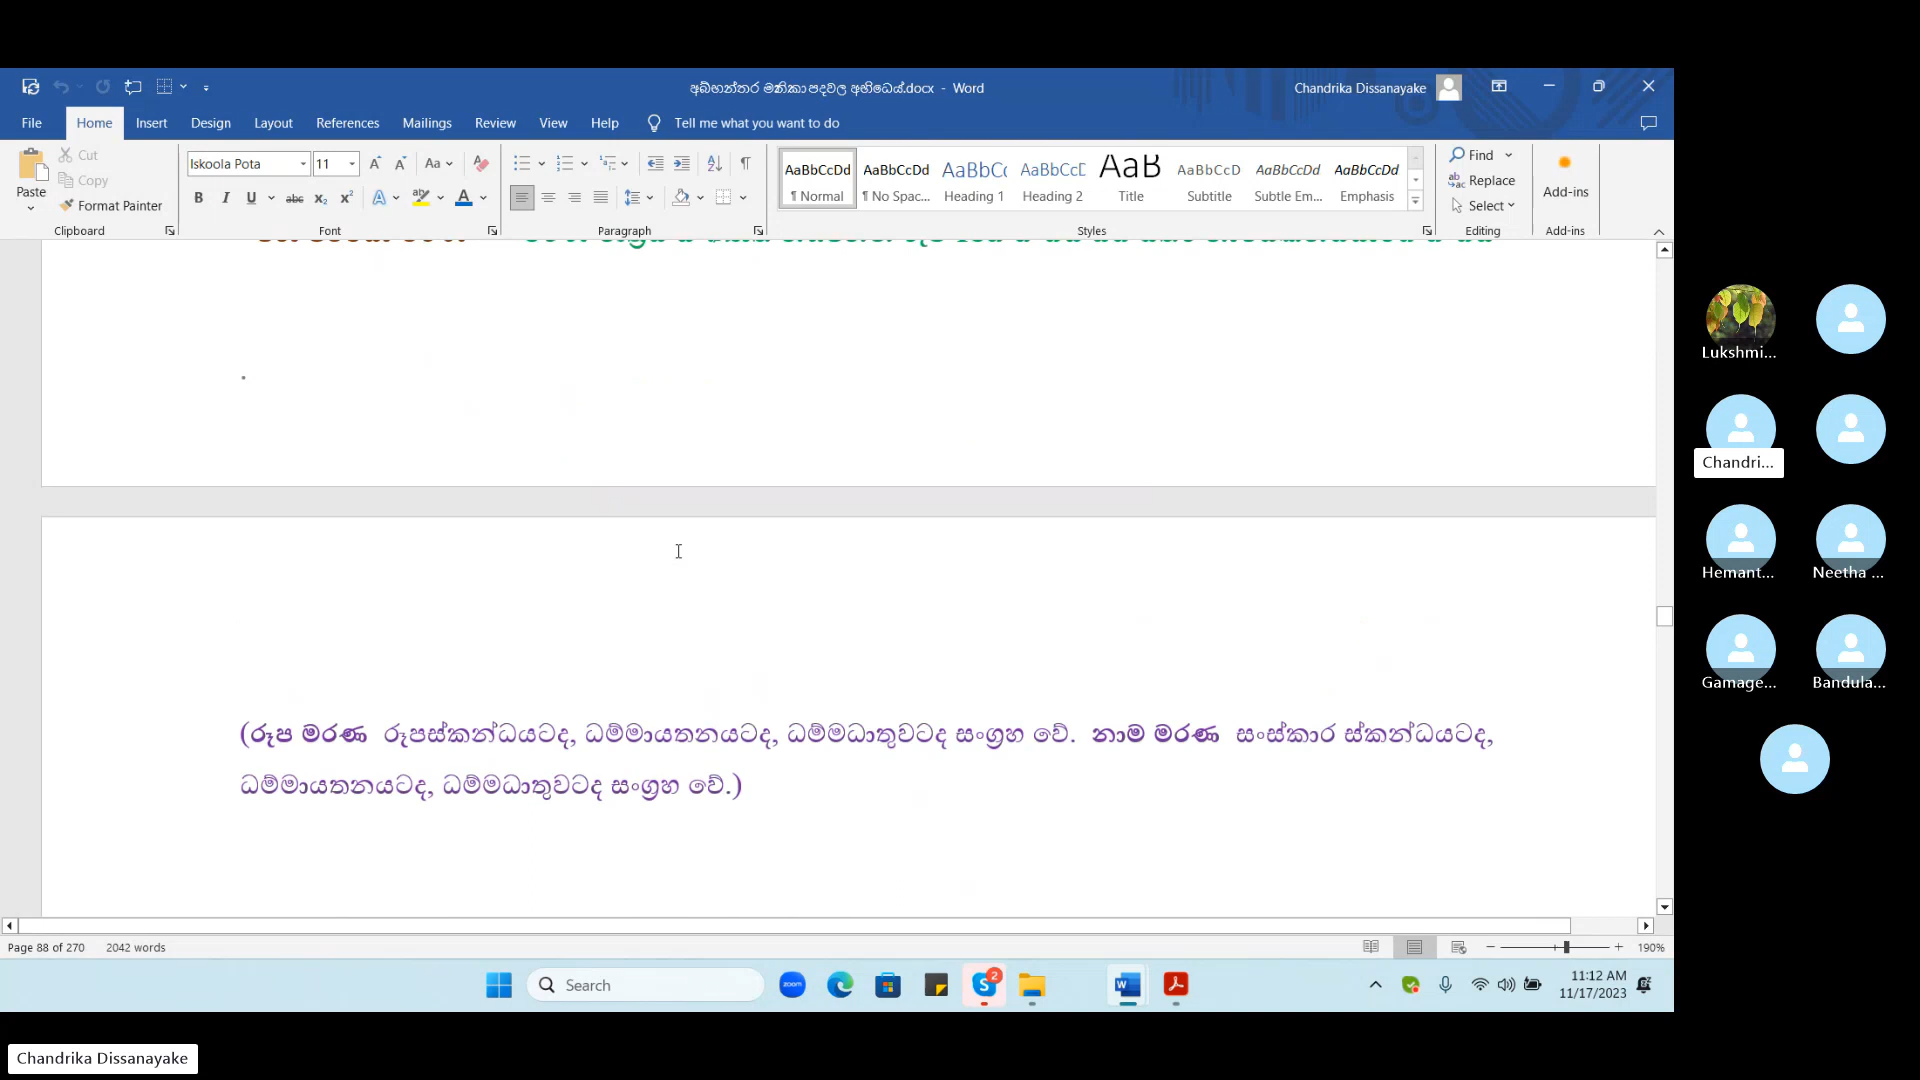 අබ්භන්තර මතිකා පදවල අභිධෙය්.docx - Word
Chandrika Dissanayake
File Home Insert Design Layout References Mailings Review View Help Tell me what you want to do
Cut
Copy
Format Painter
Paste
Clipboard
Iskoola Pota 11
Font
Paragraph
AaBbCcDd AaBbCcDd AaBbCc AaBbCcD AaB AaBbCcD AaBbCcDd AaBbCcDd
¶ Normal ¶ No Spac... Heading 1 Heading 2 Title Subtitle Subtle Em... Emphasis
Styles
Find
Replace
Select
Editing
Add-ins
Add-ins
(රූප මරණ රූපස්කන්ධයටද, ධම්මායතනයටද, ධම්මධාතුවටද සංග්‍රහ වේ. නාම මරණ සංස්කාර ස්කන්ධයටද,
ධම්මායතනයටද, ධම්මධාතුවටද සංග්‍රහ වේ.)
Page 88 of 270 2042 words
190%
Search
zoom
2
11:12 AM
11/17/2023
Lukshmi...
Chandri...
Hemant... Neetha ...
Gamage... Bandula...
Chandrika Dissanayake